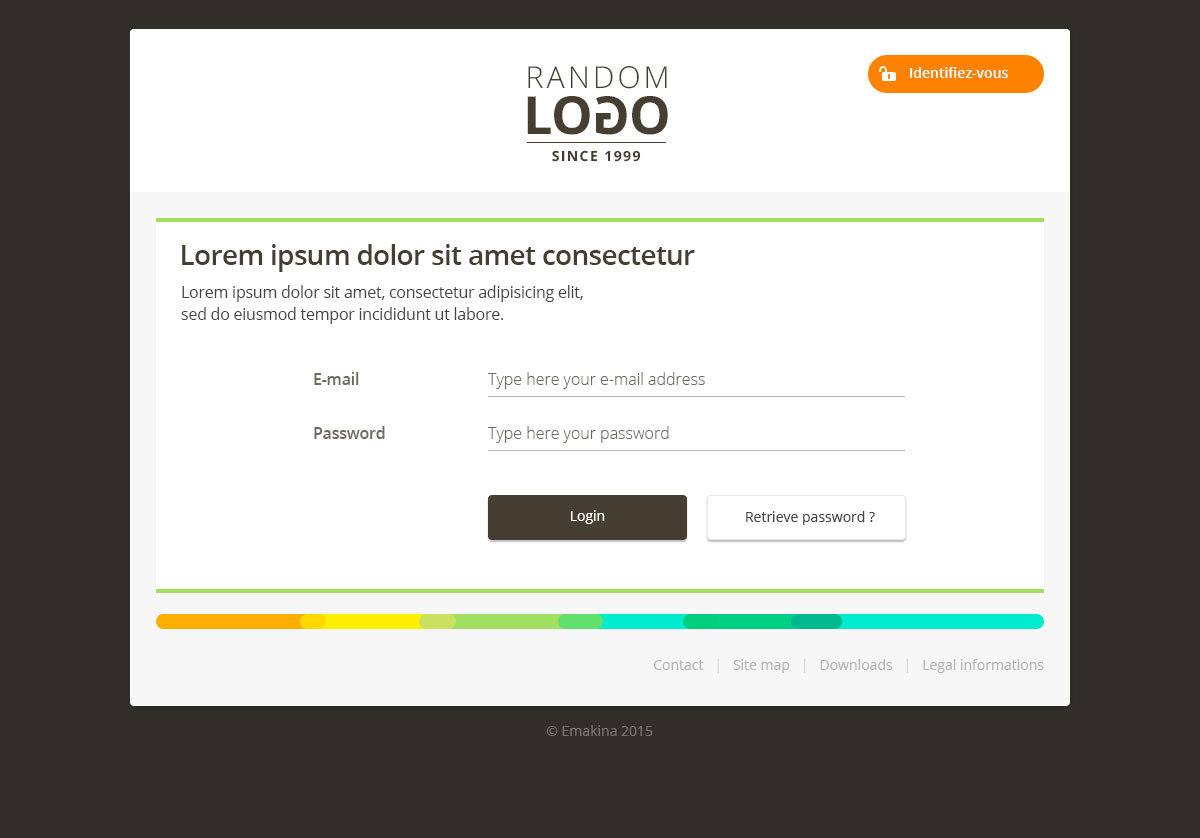 RANDOM
LOGO
SINCE 1999
Identifiez-vous
Lorem ipsum dolor sit amet consectetur
Lorem ipsum dolor sit amet, consectetur adipisicing elit,
sed do eiusmod tempor incididunt ut labore.
E-mail Type here your e-mail address
Password Type here your password
Login Retrieve password ?
Contact | Site map | Downloads | Legal informations
© Emakina 2015